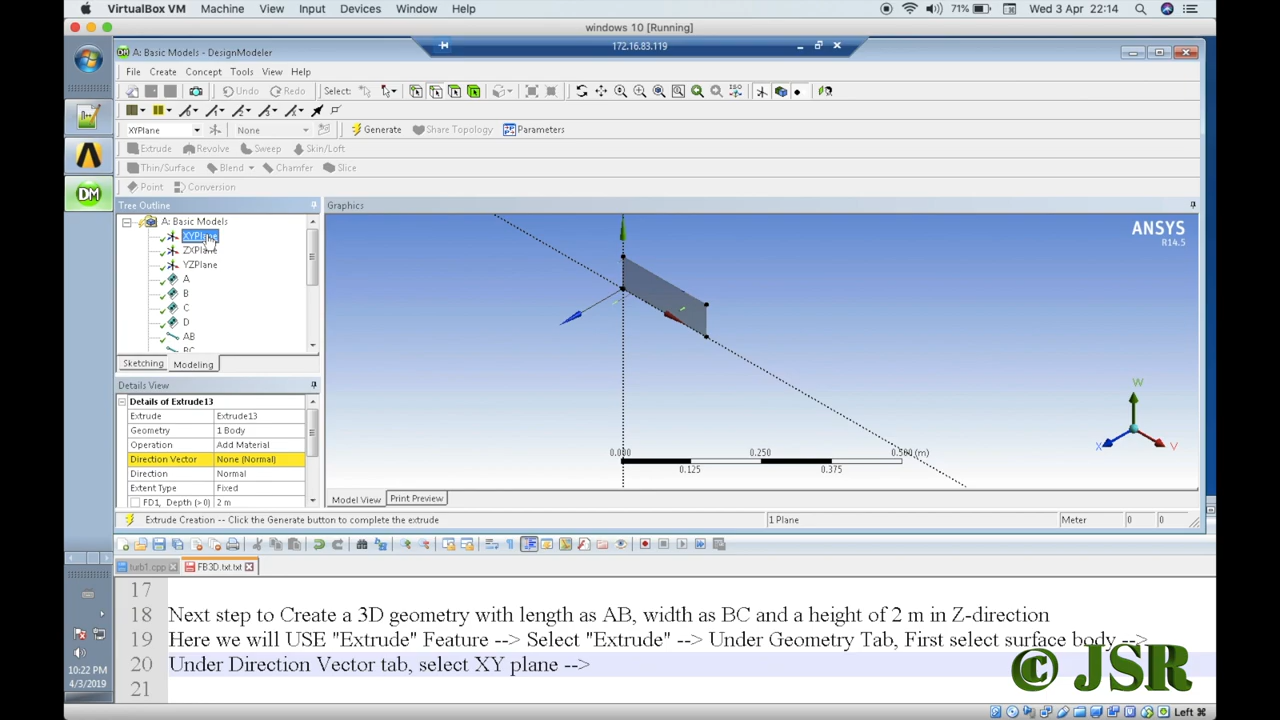 VirtualBox VM Machine View Input Devices Window Help 71% Wed 3 Apr 22:14
windows 10 [Running]
A: Basic Models - DesignModeler
172.16.83.119
File Create Concept Tools View Help
Undo Redo Select:
XYPlane None Generate Share Topology Parameters
Extrude Revolve Sweep Skin/Loft
Thin/Surface Blend Chamfer Slice
Point Conversion
Tree Outline
Graphics
A: Basic Models
XYPlane
ZXPlane
YZPlane
A
B
C
D
AB
BC
Sketching Modeling
Details View
Details of Extrude13
Extrude Extrude13
Geometry 1 Body
Operation Add Material
Direction Vector None (Normal)
Direction Normal
Extent Type Fixed
FD1, Depth (>0) 2 m
ANSYS
R14.5
W
X
V
0.000 0.250 0.500 (m)
0.125 0.375
Model View Print Preview
Extrude Creation -- Click the Generate button to complete the extrude 1 Plane Meter 0 0
turb1.cpp FB3D.txt.txt
17
18 Next step to Create a 3D geometry with length as AB, width as BC and a height of 2 m in Z-direction
19 Here we will USE "Extrude" Feature --> Select "Extrude" --> Under Geometry Tab, First select surface body -->
20 Under Direction Vector tab, select XY plane -->
21
10:22 PM
4/3/2019
© JSR
Left ⌘